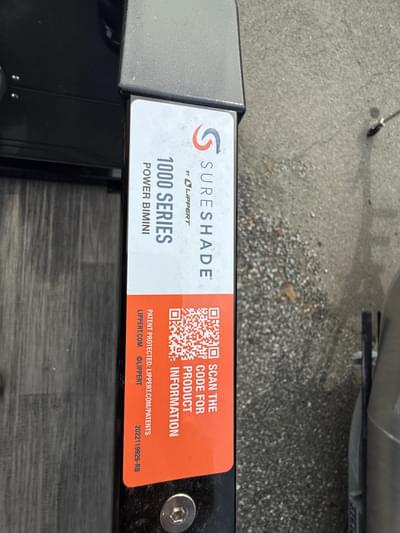 SURESHADE
BY LIPPERT
1000 SERIES
POWER BIMINI
SCAN THE
CODE FOR
PRODUCT
INFORMATION
PATENT PROTECTED: LIPPERT.COM/PATENTS
LIPPERT.COM ©LIPPERT
2022119926-RB